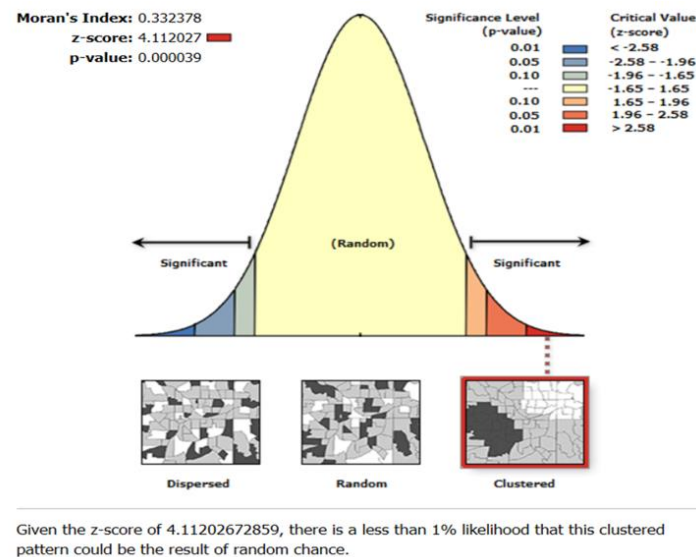 Moran's Index: 0.332378
z-score: 4.112027
p-value: 0.000039
Significance Level
(p-value)
Critical Value
(z-score)
0.01 < -2.58
0.05 -2.58 - -1.96
0.10 -1.96 - -1.65
--- -1.65 - 1.65
0.10 1.65 - 1.96
0.05 1.96 - 2.58
0.01 > 2.58
(Random)
Significant
Significant
Dispersed
Random
Clustered
Given the z-score of 4.11202672859, there is a less than 1% likelihood that this clustered
pattern could be the result of random chance.